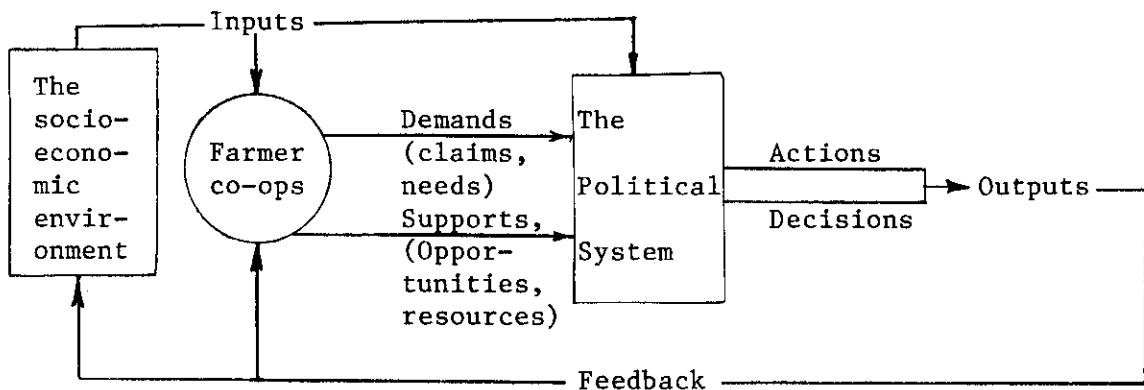 Inputs
The
socio-
econo-
mic
envir-
onment
Farmer
co-ops
Demands
(claims,
needs)
Supports,
(Oppor-
tunities,
resources)
The
Political
System
Actions
Decisions
Outputs
Feedback